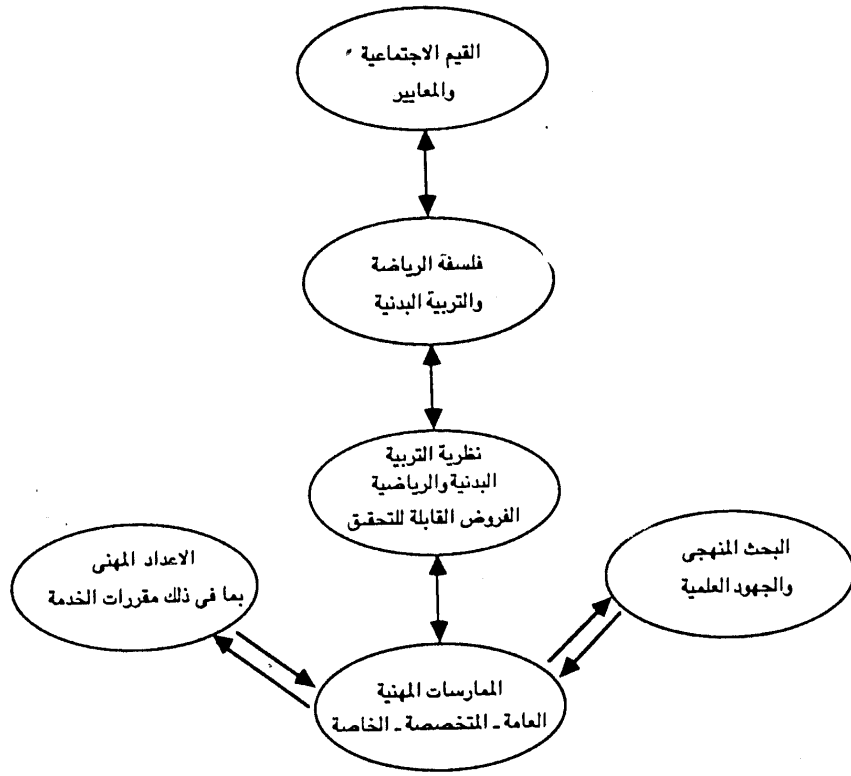 القيم الاجتماعية
والمعايير
فلسفة الرياضة
والتربية البدنية
نظرية التربية
البدنية والرياضية
الفروض القابلة للتحقيق
البحث المنهجى
والجهود العلمية
الاعداد المهنى
بما فى ذلك مقررات الخدمة
الممارسات المهنية
العامة ـ المتخصصة ـ الخاصة